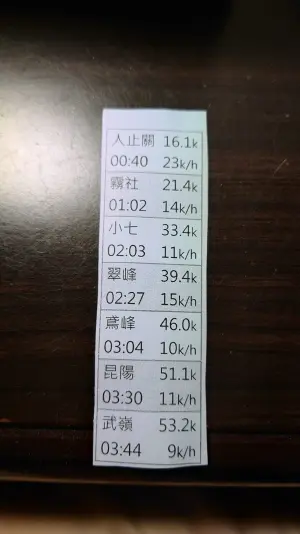 人止關 16.1k
00:40 23k/h
霧社 21.4k
01:02 14k/h
小七 33.4k
02:03 11k/h
翠峰 39.4k
02:27 15k/h
鳶峰 46.0k
03:04 10k/h
昆陽 51.1k
03:30 11k/h
武嶺 53.2k
03:44 9k/h